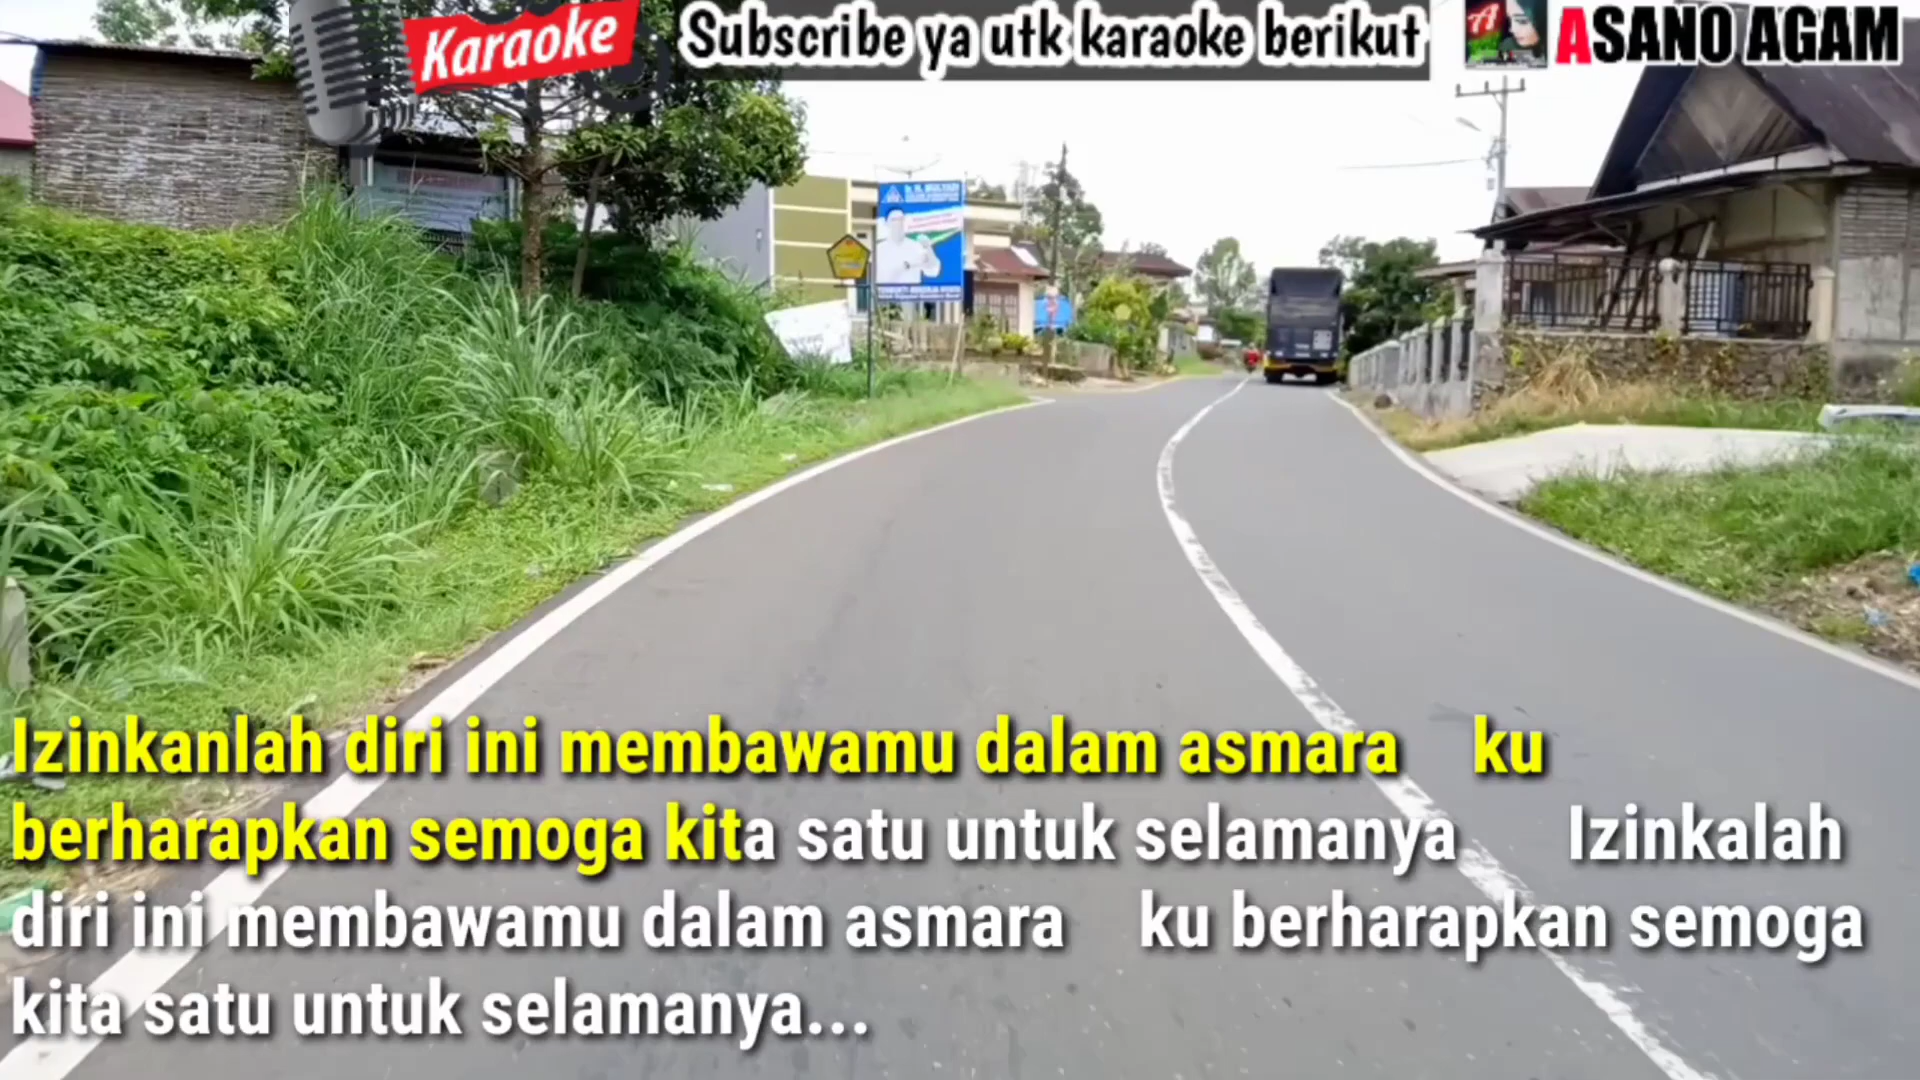 Karaoke
Subscribe ya utk karaoke berikut
ASANO AGAM
Izinkanlah diri ini membawamu dalam asmara ku
berharapkan semoga kita satu untuk selamanya Izinkalah
diri ini membawamu dalam asmara ku berharapkan semoga
kita satu untuk selamanya...